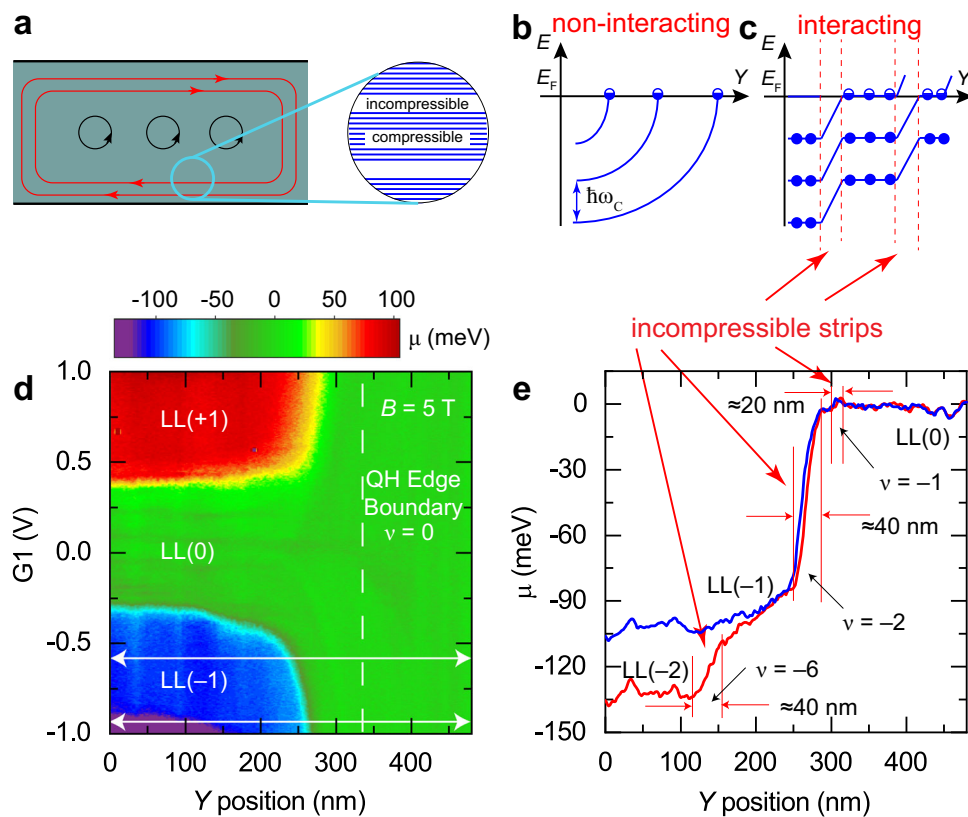 a
incompressible
compressible
b
non-interacting
E
E_F
Y
ħω_C
c
interacting
E
E_F
Y
incompressible strips
-100 -50 0 50 100
μ (meV)
d
G1 (V)
1.0
0.5
0.0
-0.5
-1.0
LL(+1)
LL(0)
LL(–1)
B = 5 T
QH Edge
Boundary
ν = 0
0 100 200 300 400
Y position (nm)
e
μ (meV)
0
-30
-60
-90
-120
-150
≈20 nm
LL(0)
ν = –1
≈40 nm
LL(–1)
ν = –2
LL(–2)
ν = –6
≈40 nm
0 100 200 300 400
Y position (nm)